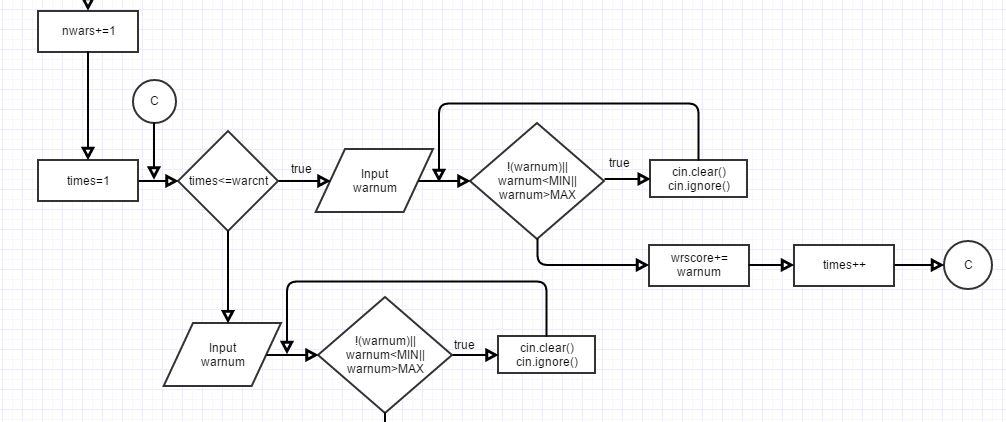 nwars+=1
C
times=1
times<=warcnt
true
Input
warnum
!(warnum)||
warnum<MIN||
warnum>MAX
true
cin.clear()
cin.ignore()
wrscore+=
warnum
times++
C
Input
warnum
!(warnum)||
warnum<MIN||
warnum>MAX
true
cin.clear()
cin.ignore()